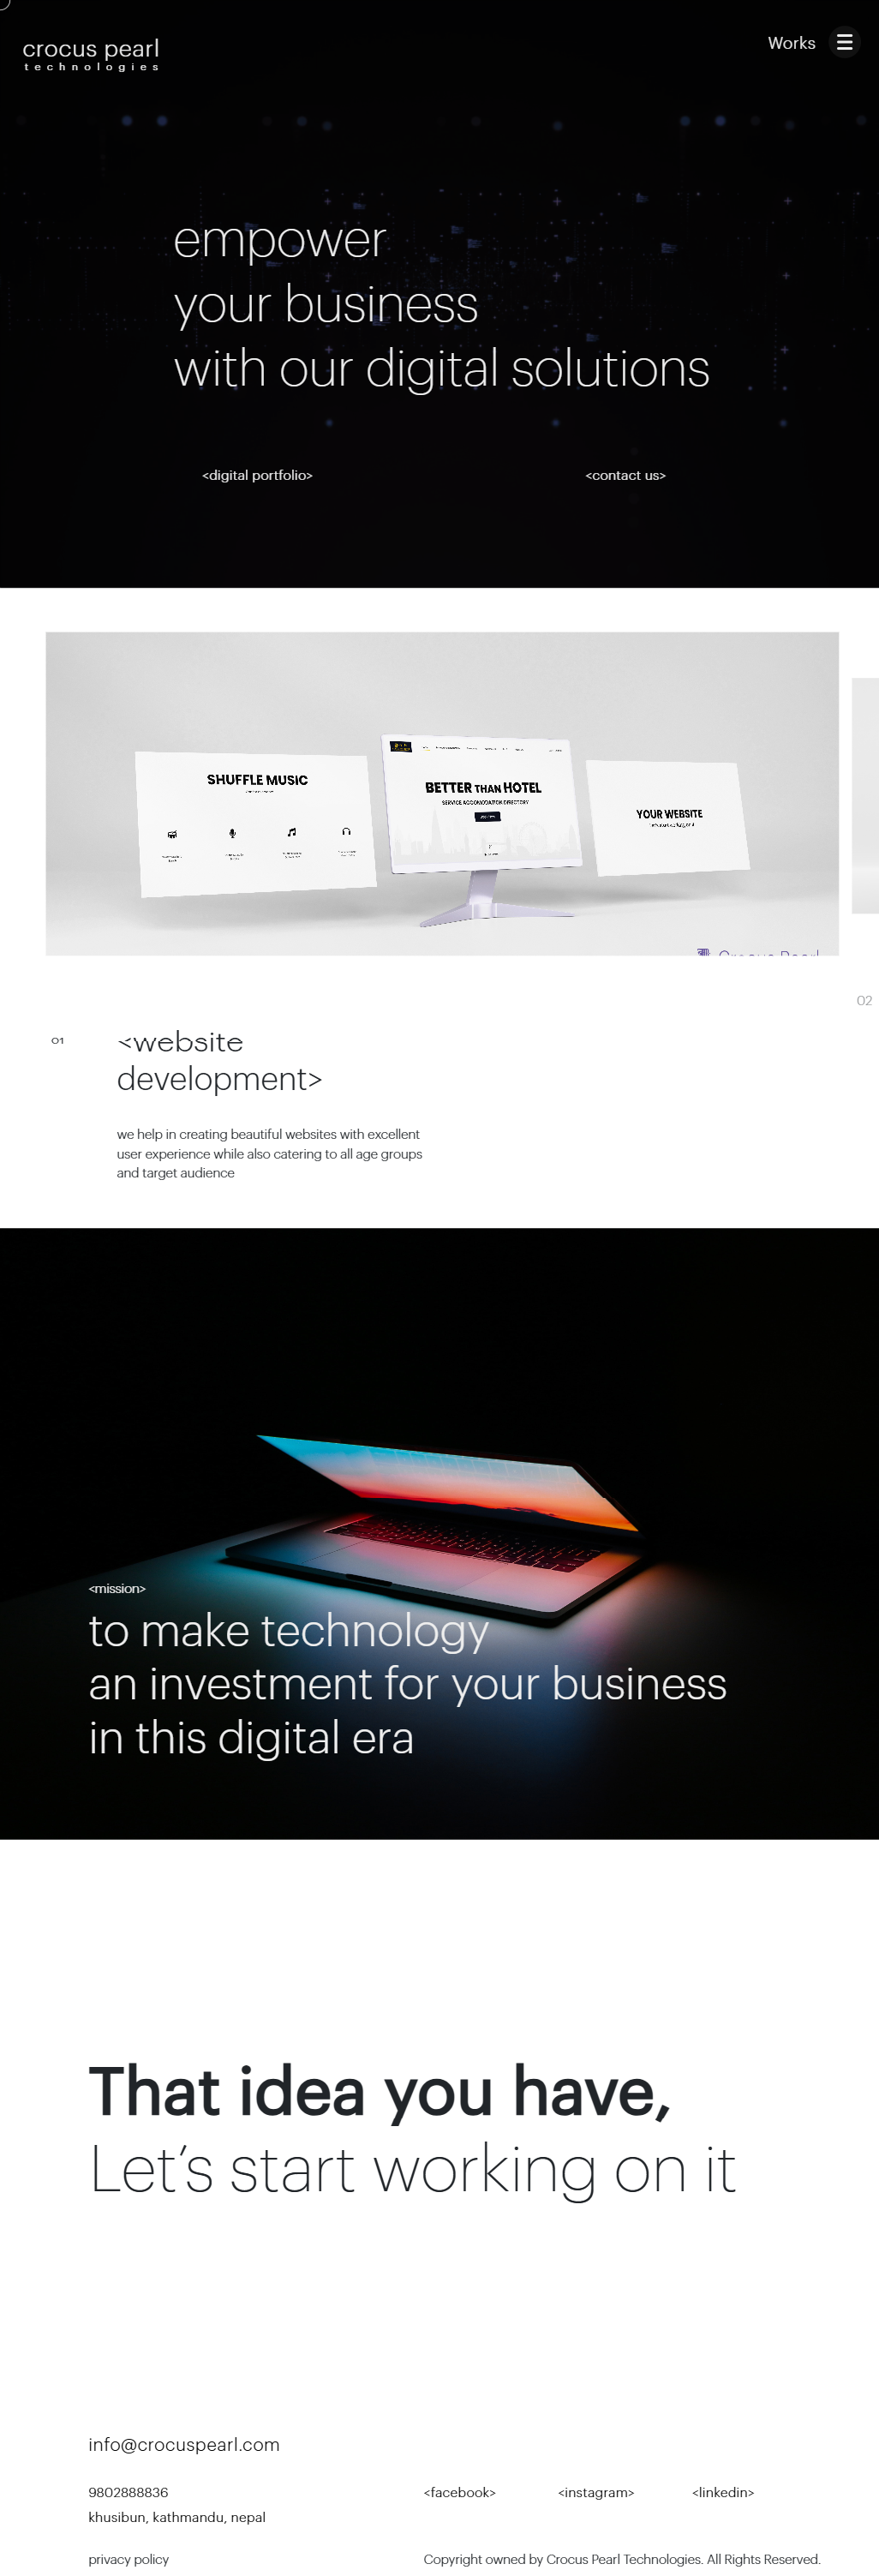 crocus pearl
technologies
Works
empower
your business
with our digital solutions
<digital portfolio>
<contact us>
SHUFFLE MUSIC
BETTER THAN HOTEL
SERVICE ACCOMODATION DIRECTORY
YOUR WEBSITE
Crocus Pearl
02
01
<website
development>
we help in creating beautiful websites with excellent
user experience while also catering to all age groups
and target audience
<mission>
to make technology
an investment for your business
in this digital era
That idea you have,
Let's start working on it
info@crocuspearl.com
9802888836
<facebook>
<instagram>
<linkedin>
khusibun, kathmandu, nepal
privacy policy
Copyright owned by Crocus Pearl Technologies. All Rights Reserved.